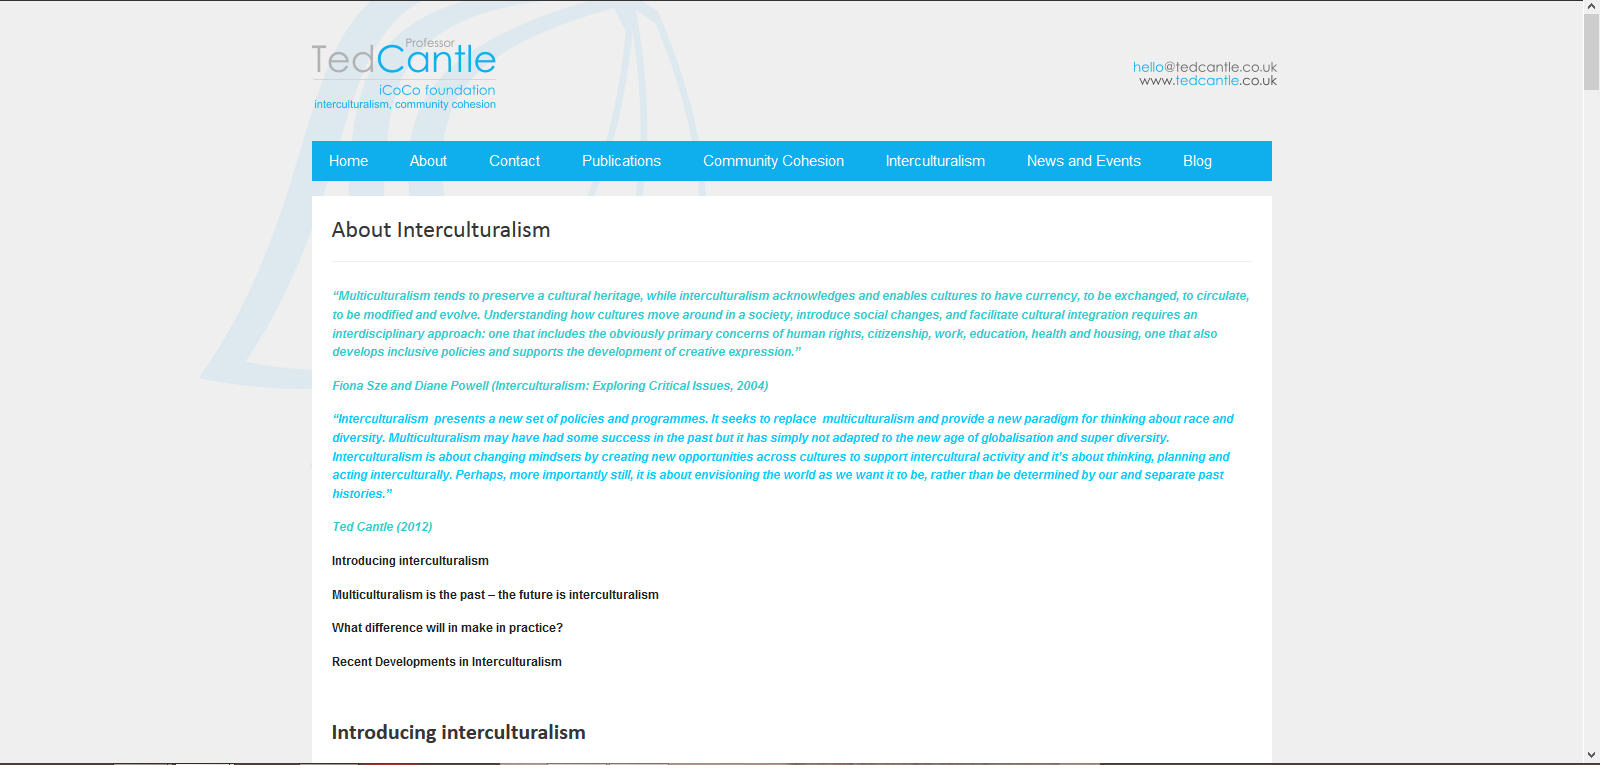 Professor
TedCantle
iCoCo foundation
interculturalism, community cohesion
hello@tedcantle.co.uk
www.tedcantle.co.uk
Home About Contact Publications Community Cohesion Interculturalism News and Events Blog
About Interculturalism
“Multiculturalism tends to preserve a cultural heritage, while interculturalism acknowledges and enables cultures to have currency, to be exchanged, to circulate,
to be modified and evolve. Understanding how cultures move around in a society, introduce social changes, and facilitate cultural integration requires an
interdisciplinary approach: one that includes the obviously primary concerns of human rights, citizenship, work, education, health and housing, one that also
develops inclusive policies and supports the development of creative expression.”
Fiona Sze and Diane Powell (Interculturalism: Exploring Critical Issues, 2004)
“Interculturalism  presents a new set of policies and programmes. It seeks to replace  multiculturalism and provide a new paradigm for thinking about race and
diversity. Multiculturalism may have had some success in the past but it has simply not adapted to the new age of globalisation and super diversity.
Interculturalism is about changing mindsets by creating new opportunities across cultures to support intercultural activity and it’s about thinking, planning and
acting interculturally. Perhaps, more importantly still, it is about envisioning the world as we want it to be, rather than be determined by our and separate past
histories.”
Ted Cantle (2012)
Introducing interculturalism
Multiculturalism is the past – the future is interculturalism
What difference will in make in practice?
Recent Developments in Interculturalism
Introducing interculturalism